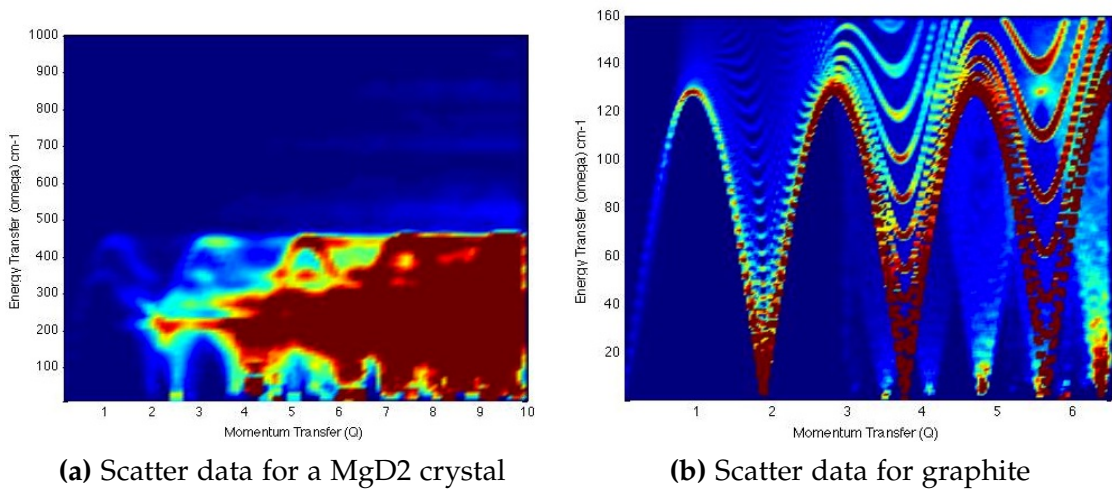 1000
900
800
700
600
500
400
300
200
100
1 2 3 4 5 6 7 8 9 10
Energy Transfer (omega) cm-1
Momentum Transfer (Q)
(a) Scatter data for a MgD2 crystal
160
140
120
100
80
60
40
20
1 2 3 4 5 6
Energy Transfer (omega) cm-1
Momentum Transfer (Q)
(b) Scatter data for graphite